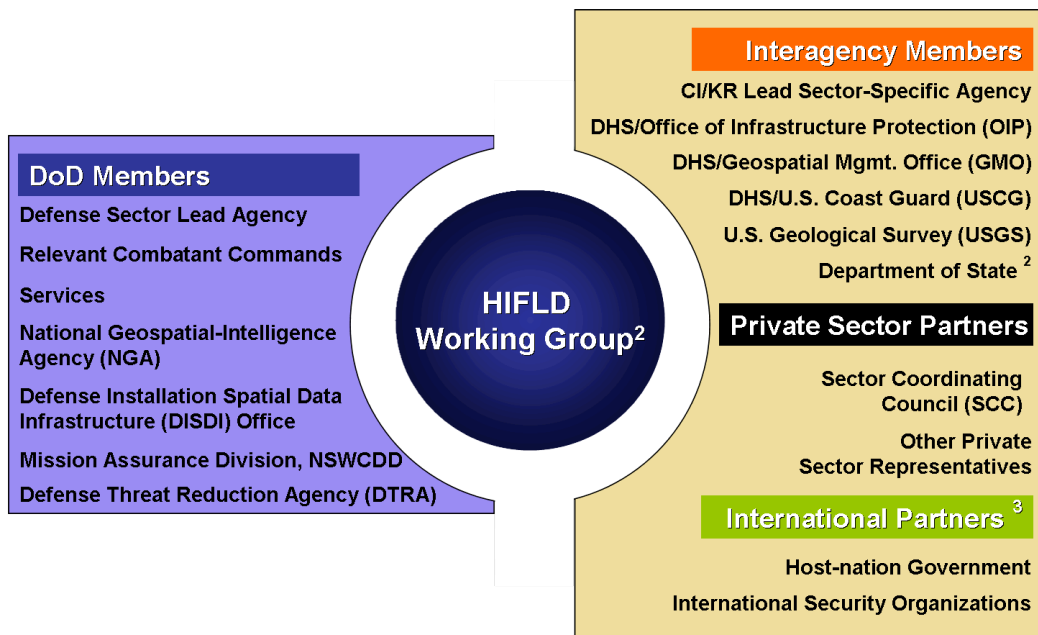 DoD Members
Defense Sector Lead Agency
Relevant Combatant Commands
Services
National Geospatial-Intelligence
Agency (NGA)
Defense Installation Spatial Data
Infrastructure (DISDI) Office
Mission Assurance Division, NSWCDD
Defense Threat Reduction Agency (DTRA)
HIFLD
Working Group2
Interagency Members
CI/KR Lead Sector-Specific Agency
DHS/Office of Infrastructure Protection (OIP)
DHS/Geospatial Mgmt. Office (GMO)
DHS/U.S. Coast Guard (USCG)
U.S. Geological Survey (USGS)
Department of State 2
Private Sector Partners
Sector Coordinating
Council (SCC)
Other Private
Sector Representatives
International Partners 3
Host-nation Government
International Security Organizations